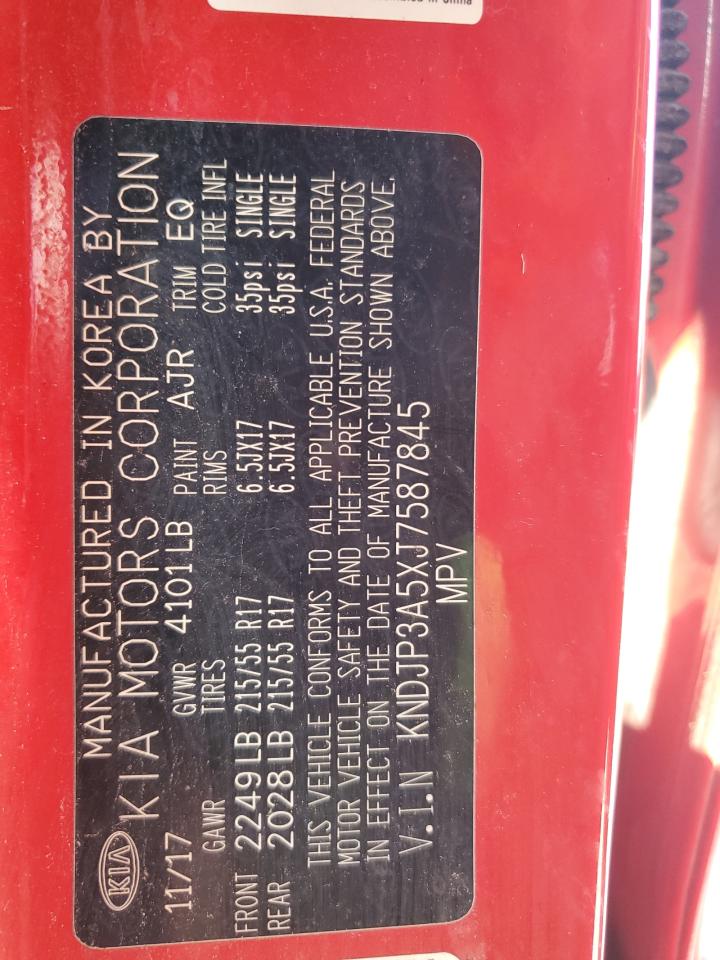 MANUFACTURED IN KOREA BY
KIA KIA MOTORS CORPORATION
11/17 GVWR 4101LB PAINT AJR TRIM EQ
GAWR TIRES RIMS COLD TIRE INFL
FRONT 2249LB 215/55 R17 6.5JX17 35psi SINGLE
REAR 2028LB 215/55 R17 6.5JX17 35psi SINGLE
THIS VEHICLE CONFORMS TO ALL APPLICABLE U.S.A. FEDERAL
MOTOR VEHICLE SAFETY AND THEFT PREVENTION STANDARDS
IN EFFECT ON THE DATE OF MANUFACTURE SHOWN ABOVE.
V.I.N KNDJP3A5XJ7587845
MPV
in China